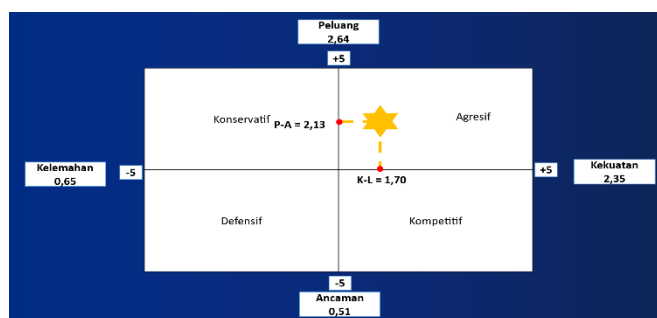 Peluang
2,64
+5
Konservatif
P-A = 2,13
Agresif
Kelemahan
0,65
-5
+5
Kekuatan
2,35
K-L = 1,70
Defensif
Kompetitif
-5
Ancaman
0,51